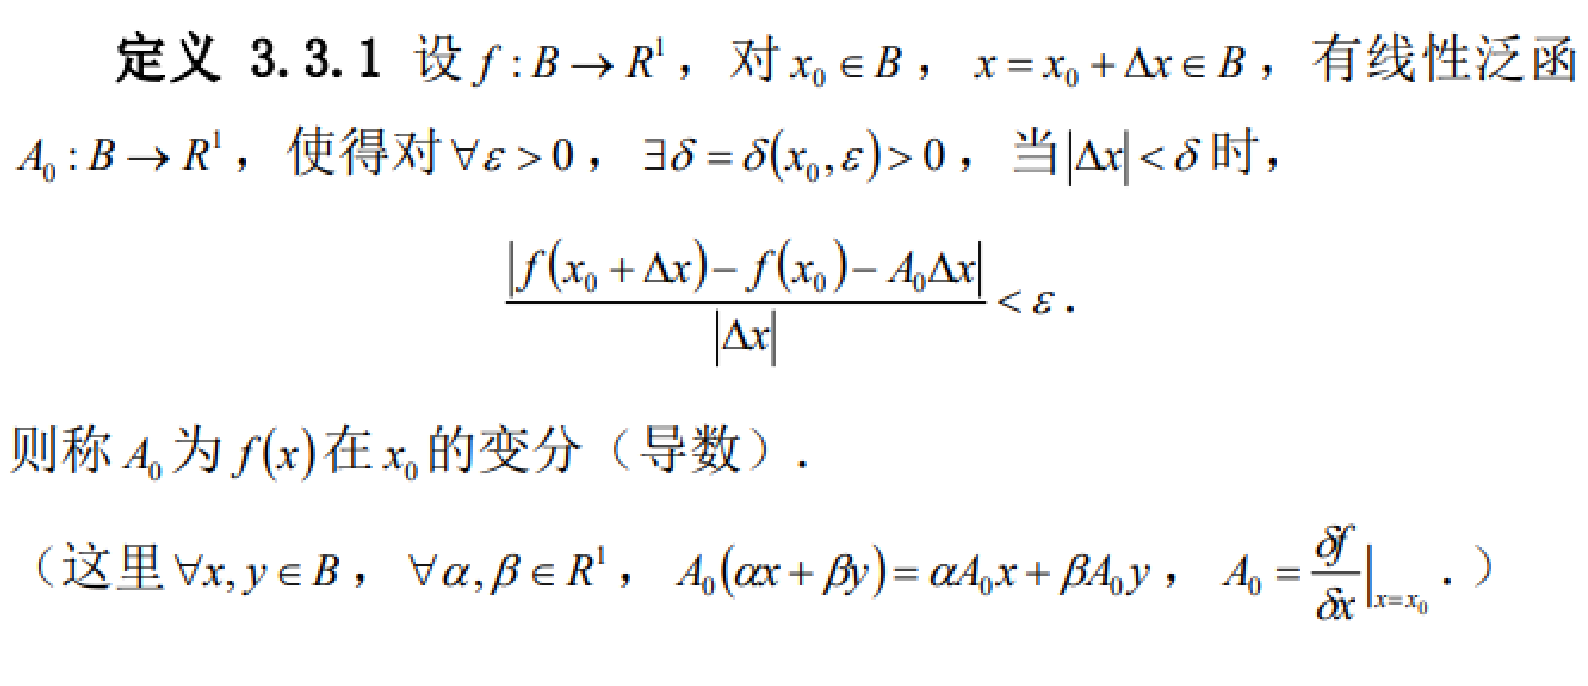 定义 3.3.1 设 f : B → R¹，对 x₀ ∈ B，x = x₀ + Δx ∈ B，有线性泛函
A₀ : B → R¹，使得对 ∀ε > 0，∃δ = δ(x₀, ε) > 0，当 |Δx| < δ 时，
|f(x₀ + Δx) − f(x₀) − A₀Δx| / |Δx| < ε．
则称 A₀ 为 f(x) 在 x₀ 的变分（导数）．
（这里 ∀x, y ∈ B，∀α, β ∈ R¹，A₀(αx + βy) = αA₀x + βA₀y，A₀ = δf/δx |ₓ₌ₓ₀．）